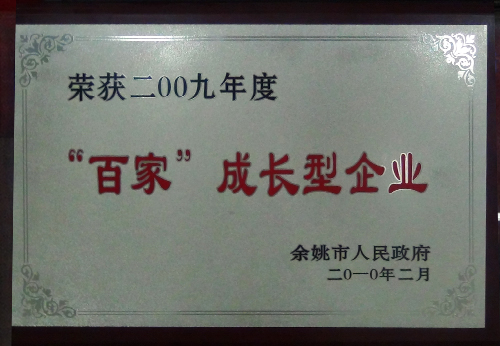 荣获二00九年度
“百家”成长型企业
余姚市人民政府
二0一0年二月